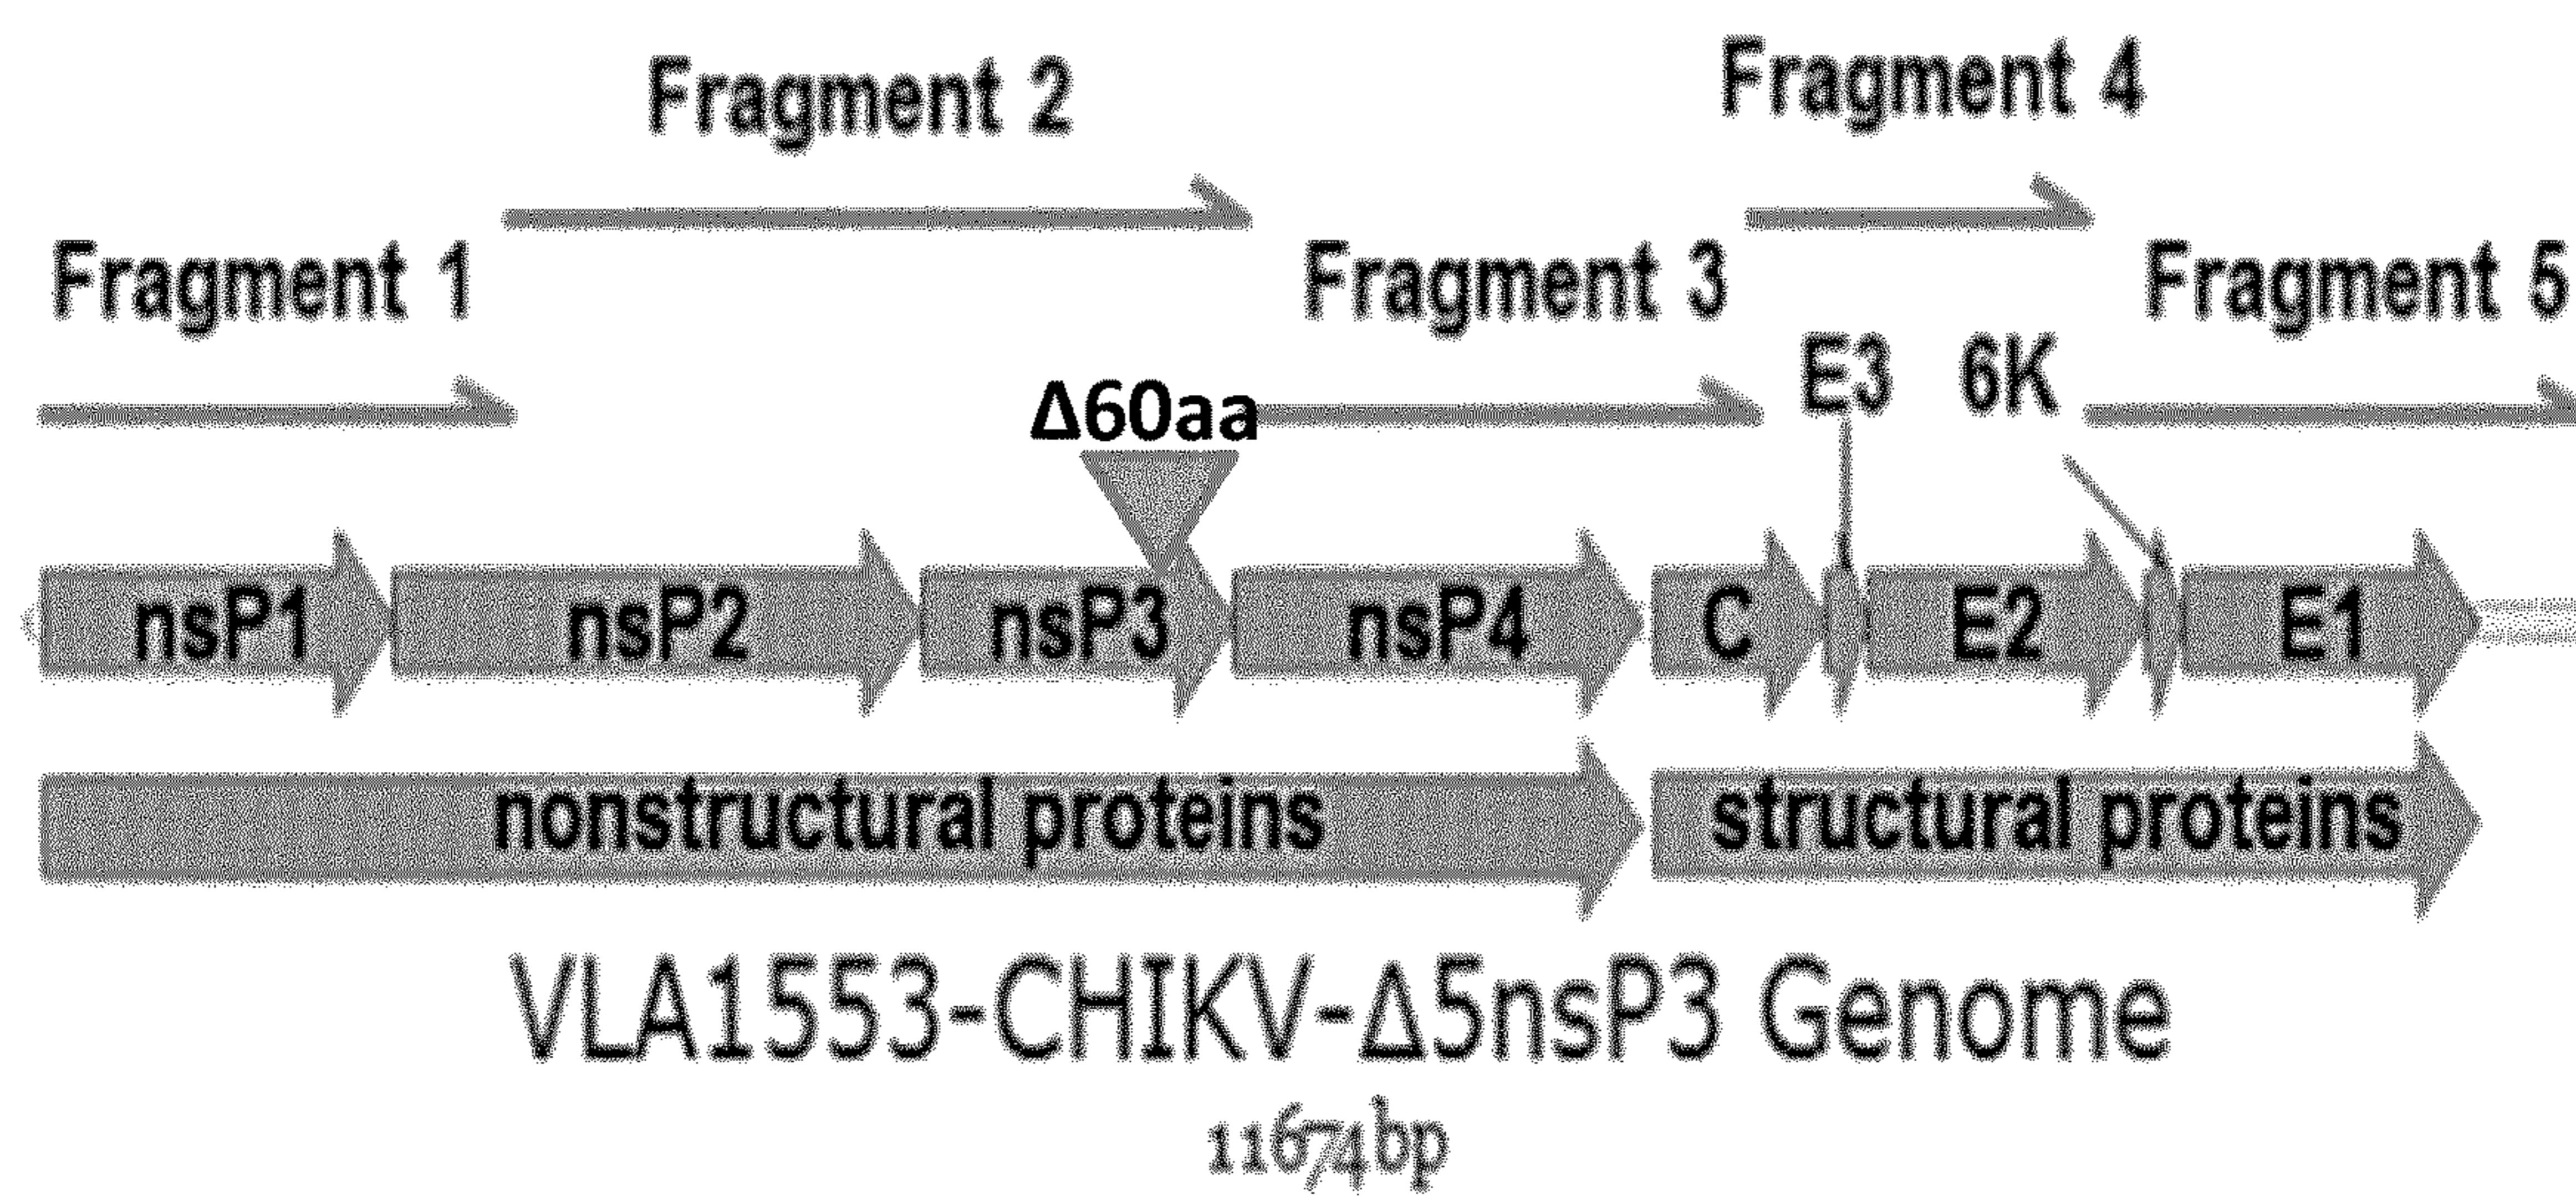 Fragment 2 Fragment 4
Fragment 1 Fragment 3 Fragment 5
E3 6K
Δ60aa
nsP1 nsP2 nsP3 nsP4 C E2 E1
nonstructural proteins structural proteins
VLA1553-CHIKV-Δ5nsP3 Genome
11674bp